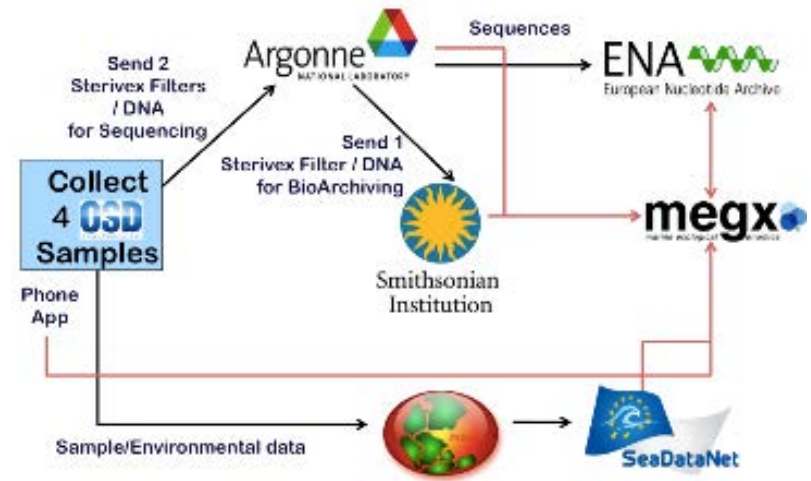 Send 2
Sterivex Filters
/ DNA
for Sequencing
Argonne
NATIONAL LABORATORY
Sequences
ENA
European Nucleotide Archive
Send 1
Sterivex Filter / DNA
for BioArchiving
Collect
4 OSD
Samples
Smithsonian
Institution
megx
Phone
App
Sample/Environmental data
SeaDataNet